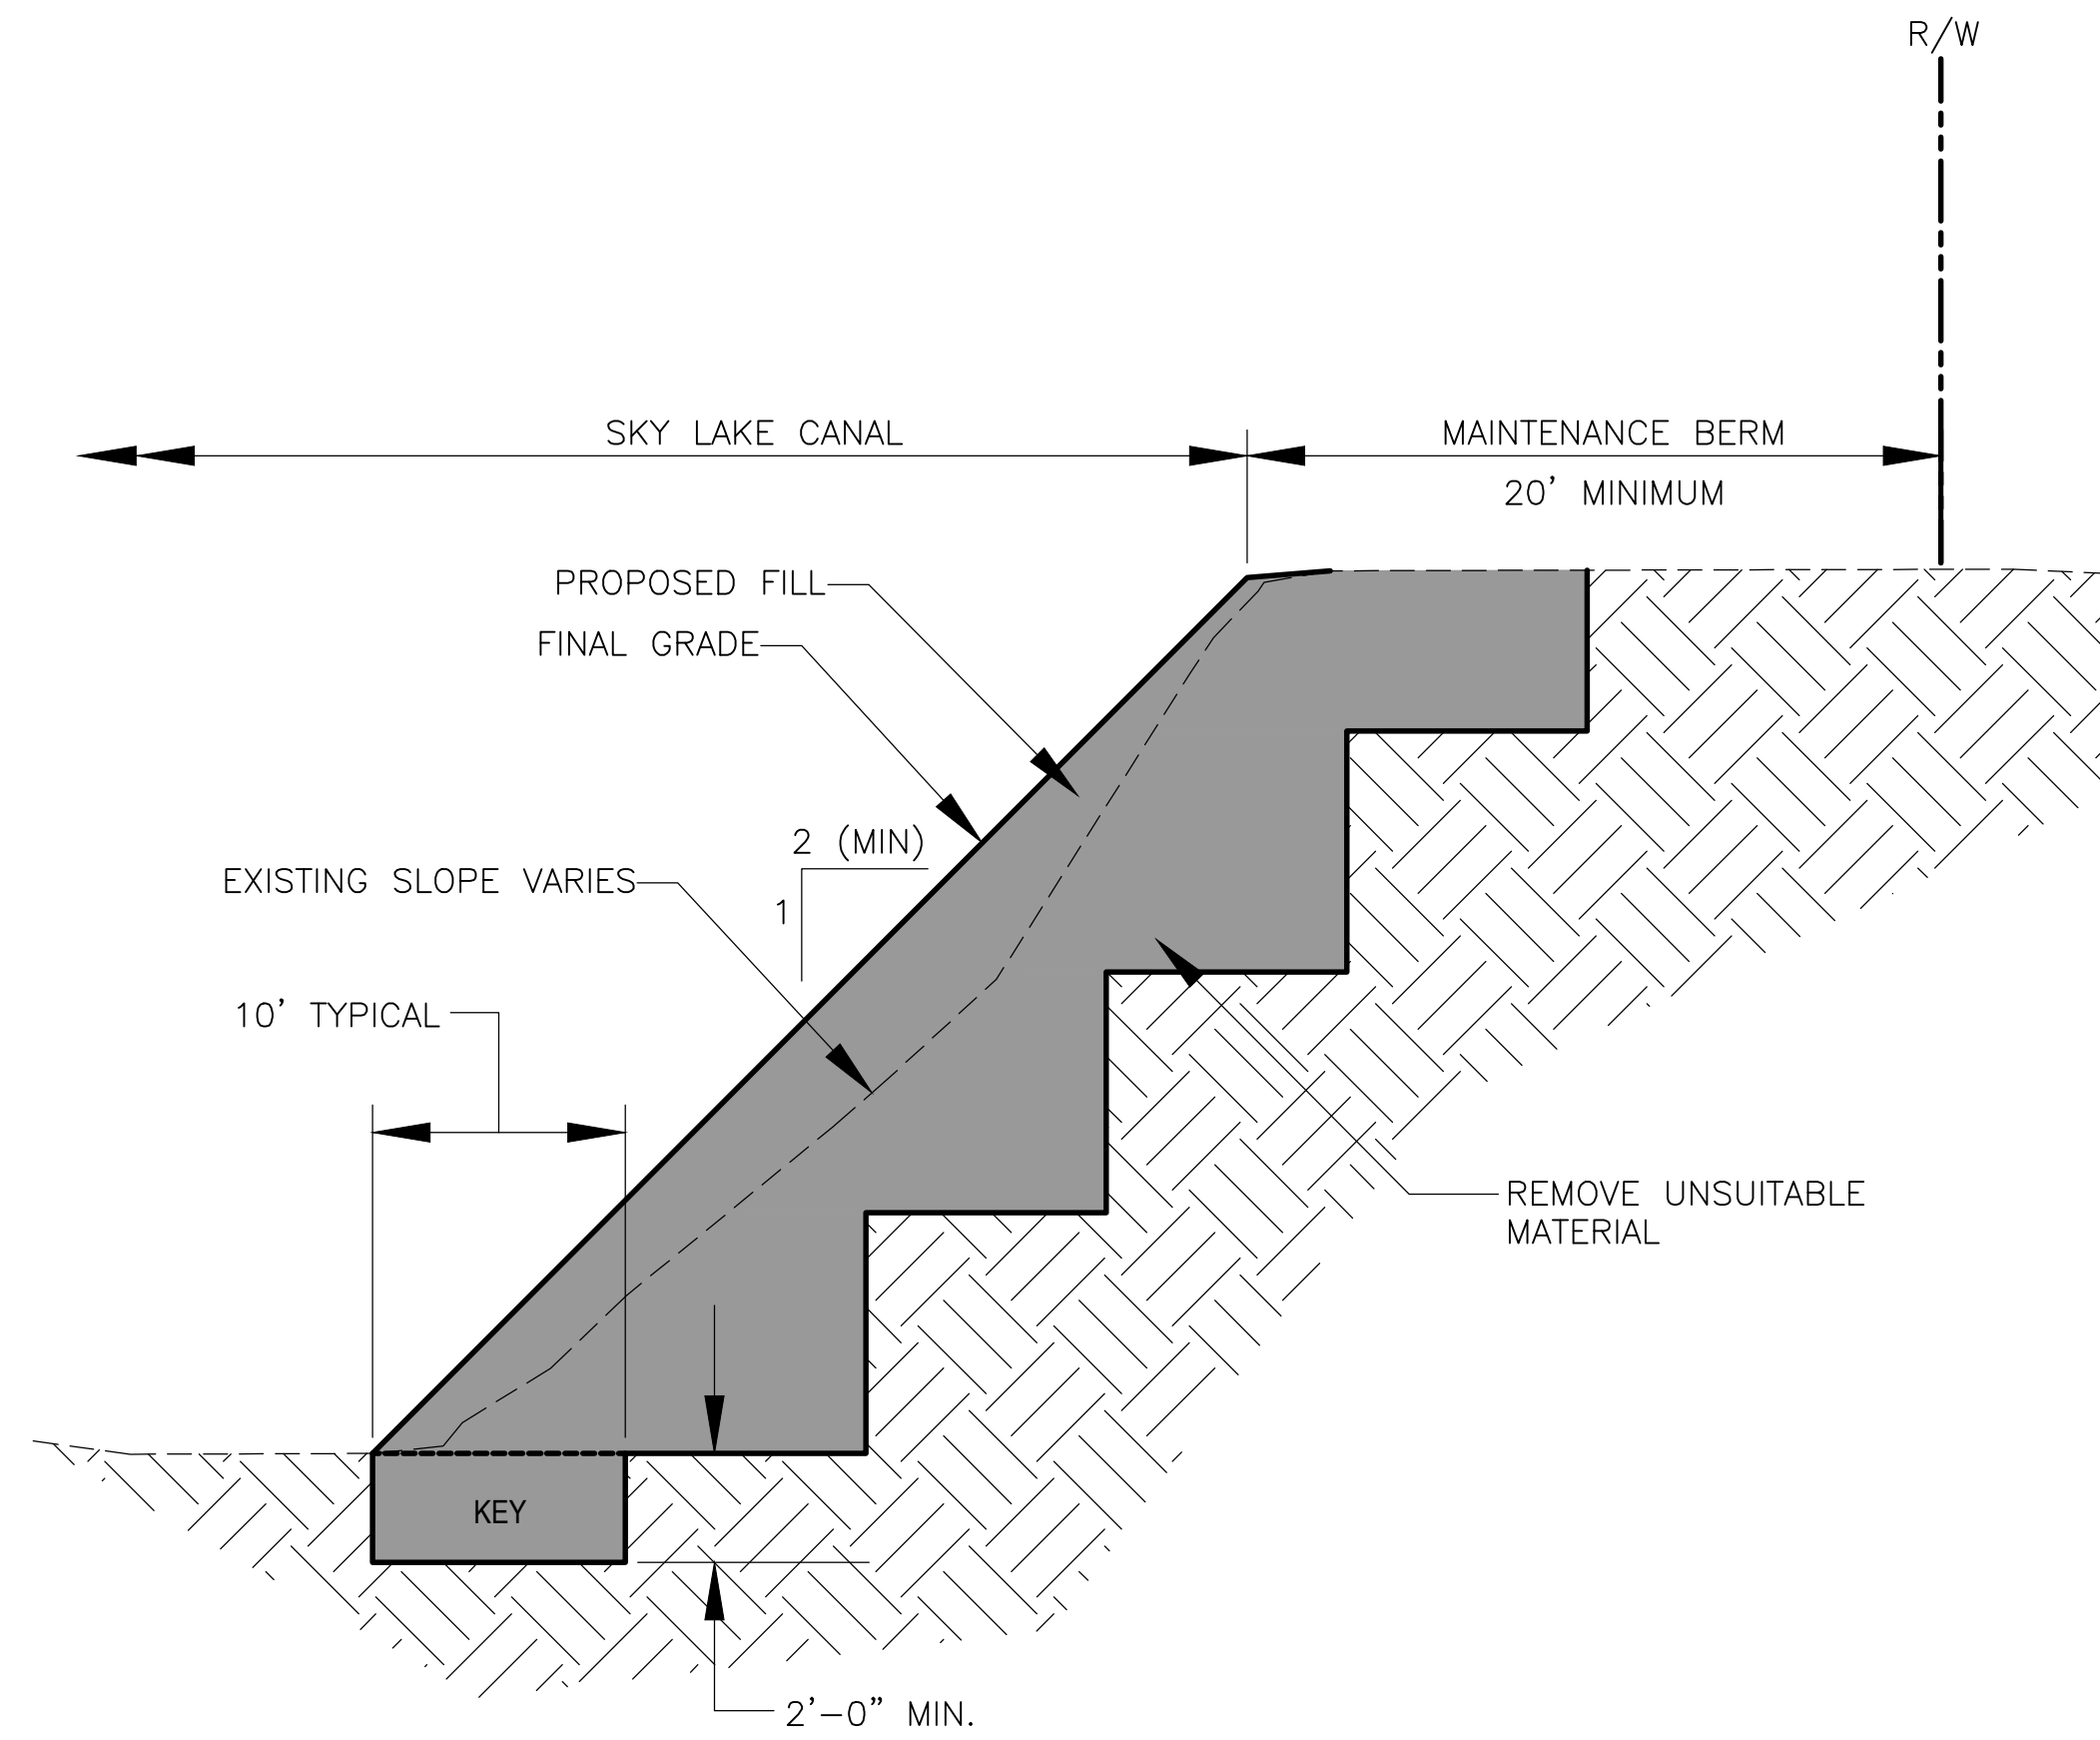 R/W
SKY LAKE CANAL
MAINTENANCE BERM
20' MINIMUM
PROPOSED FILL
FINAL GRADE
2 (MIN)
1
EXISTING SLOPE VARIES
10' TYPICAL
REMOVE UNSUITABLE
MATERIAL
KEY
2'-0" MIN.